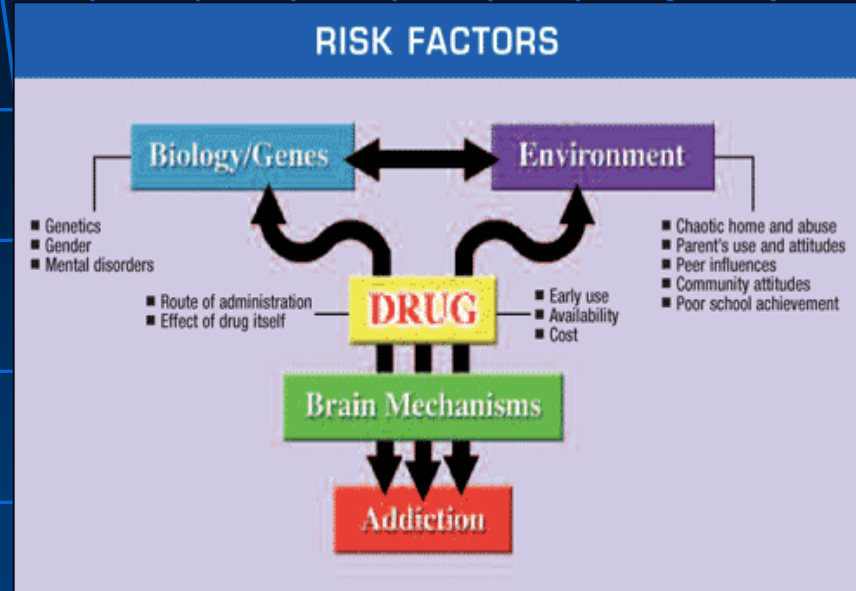 RISK FACTORS
Biology/Genes
Environment
■ Genetics
■ Gender
■ Mental disorders
■ Chaotic home and abuse
■ Parent's use and attitudes
■ Peer influences
■ Community attitudes
■ Poor school achievement
■ Route of administration
■ Effect of drug itself
DRUG
■ Early use
■ Availability
■ Cost
Brain Mechanisms
Addiction